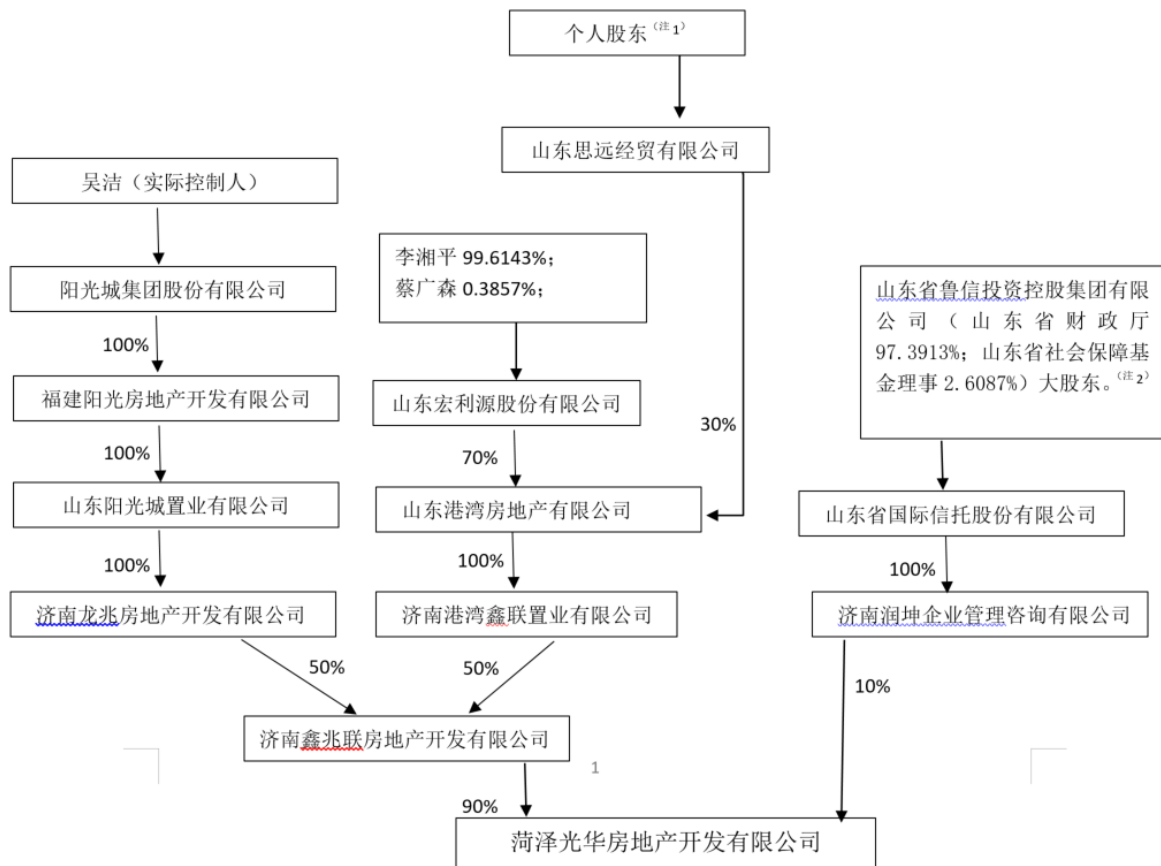 个人股东（注 1）
山东思远经贸有限公司
吴洁（实际控制人）
李湘平 99.6143%；
蔡广森 0.3857%；
阳光城集团股份有限公司
山东省鲁信投资控股集团有限
公司（山东省财政厅
97.3913%；山东省社会保障基
金理事 2.6087%）大股东。（注 2）
100%
福建阳光房地产开发有限公司
山东宏利源股份有限公司
30%
100%
70%
山东阳光城置业有限公司
山东港湾房地产有限公司
山东省国际信托股份有限公司
100%
100%
100%
济南龙兆房地产开发有限公司
济南港湾鑫联置业有限公司
济南润坤企业管理咨询有限公司
50%
50%
10%
济南鑫兆联房地产开发有限公司
1
90%
菏泽光华房地产开发有限公司